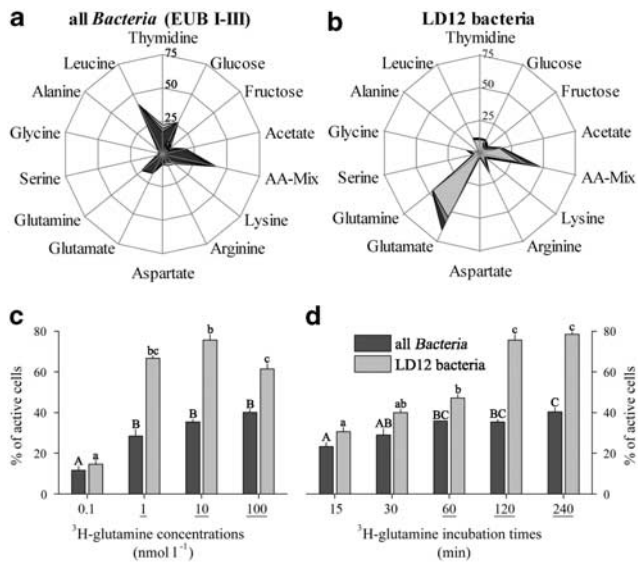 a all Bacteria (EUB I-III)
Thymidine
75
50
25
Glucose
Fructose
Acetate
AA-Mix
Lysine
Arginine
Aspartate
Glutamate
Glutamine
Serine
Glycine
Alanine
Leucine
b LD12 bacteria
Thymidine
75
50
25
Glucose
Fructose
Acetate
AA-Mix
Lysine
Arginine
Aspartate
Glutamate
Glutamine
Serine
Glycine
Alanine
Leucine
c
% of active cells
80
60
40
20
0
A a
B bc
B b
B c
0.1 1 10 100
³H-glutamine concentrations
(nmol l⁻¹)
d
all Bacteria
LD12 bacteria
A a
AB ab
BC b
BC c
C c
80
60
40
20
0
% of active cells
15 30 60 120 240
³H-glutamine incubation times
(min)